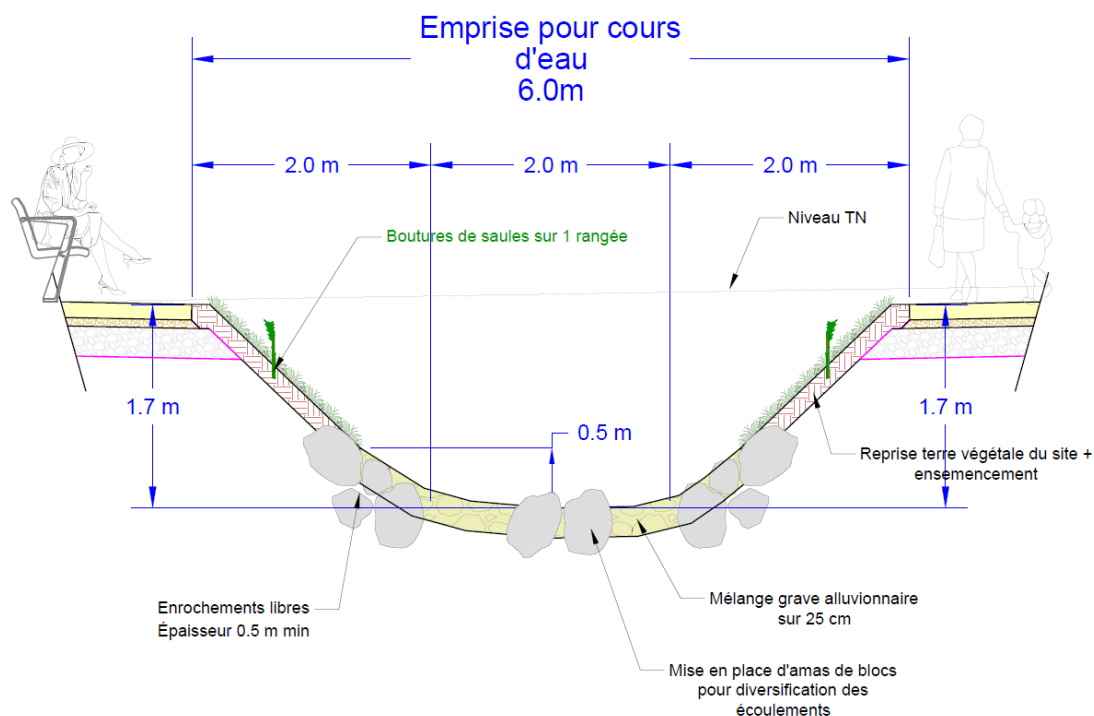 Emprise pour cours
d'eau
6.0m
2.0 m
2.0 m
2.0 m
Niveau TN
Boutures de saules sur 1 rangée
1.7 m
0.5 m
1.7 m
Reprise terre végétale du site +
ensemencement
Enrochements libres
Épaisseur 0.5 m min
Mélange grave alluvionnaire
sur 25 cm
Mise en place d'amas de blocs
pour diversification des
écoulements